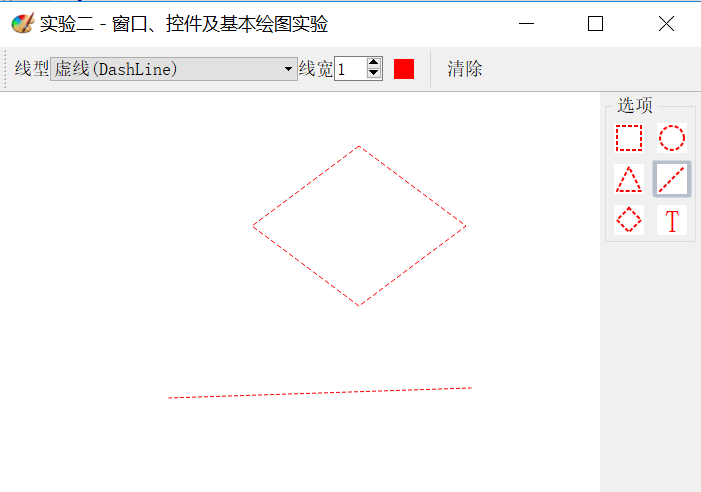 实验二 - 窗口、控件及基本绘图实验
线型 虚线(DashLine) 线宽 1 清除
选项
T